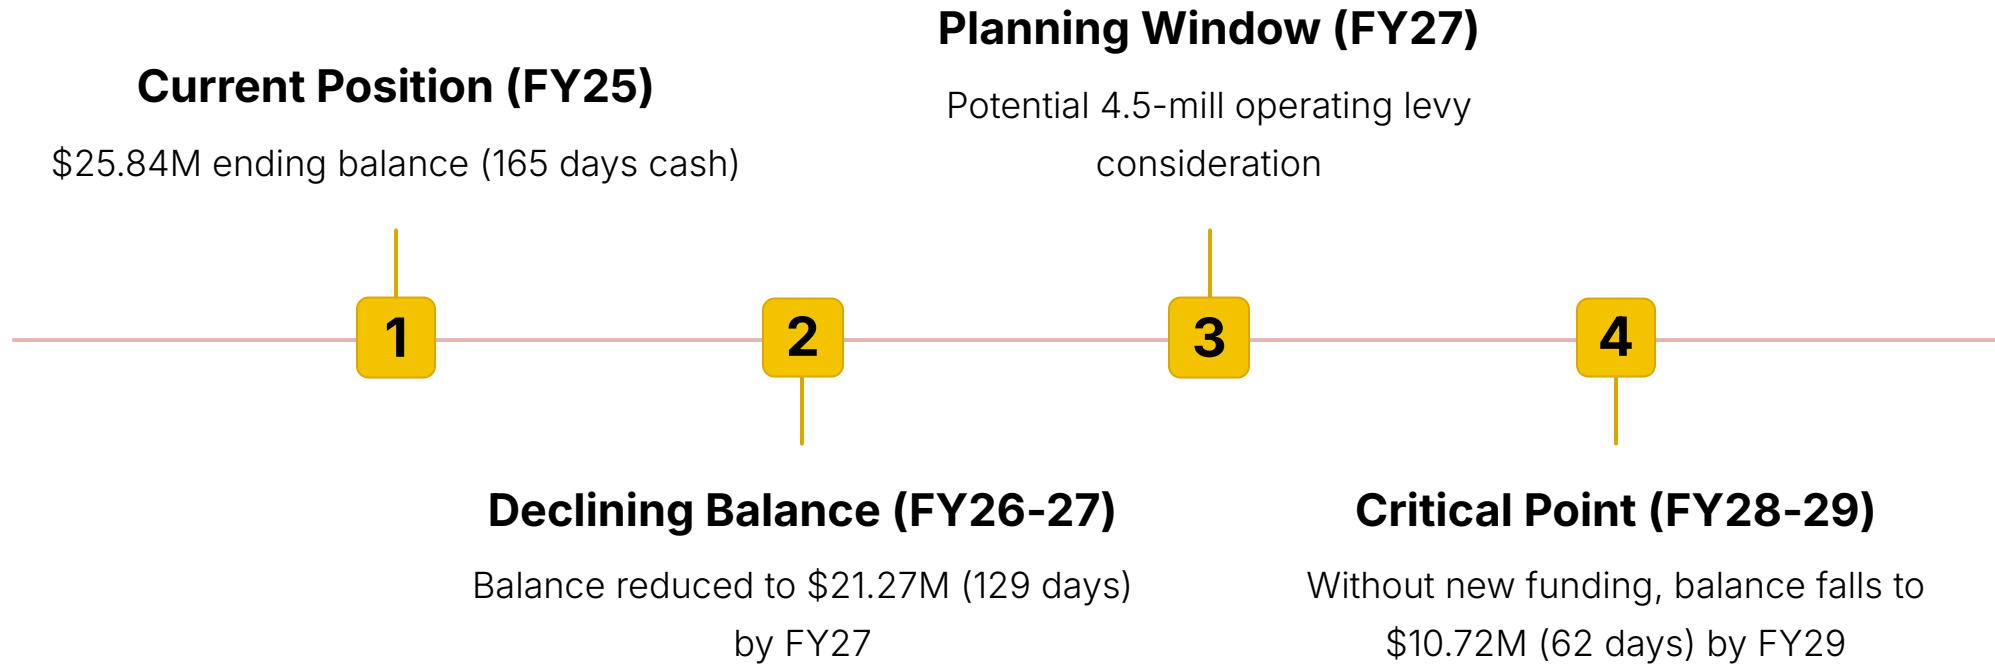 Current Position (FY25)
$25.84M ending balance (165 days cash)
1
2
Declining Balance (FY26-27)
Balance reduced to $21.27M (129 days)
by FY27
Planning Window (FY27)
Potential 4.5-mill operating levy
consideration
3
4
Critical Point (FY28-29)
Without new funding, balance falls to
$10.72M (62 days) by FY29